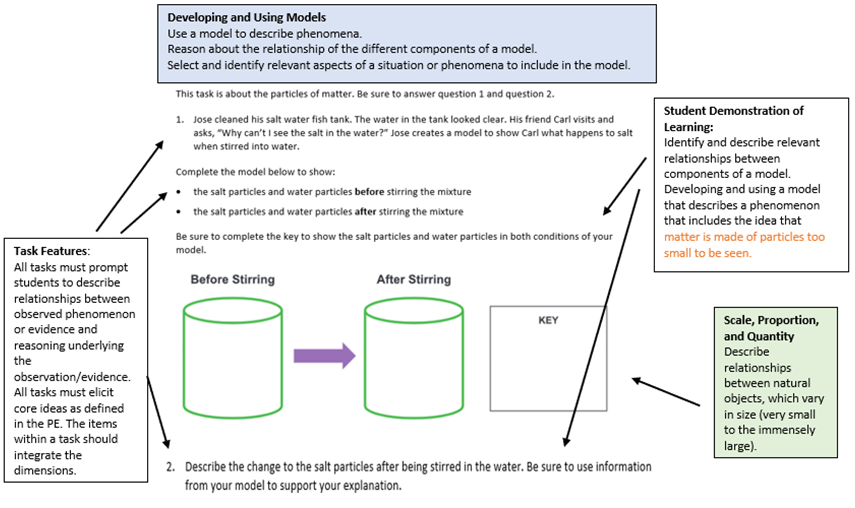 Developing and Using Models
Use a model to describe phenomena.
Reason about the relationship of the different components of a model.
Select and identify relevant aspects of a situation or phenomena to include in the model.
This task is about the particles of matter. Be sure to answer question 1 and question 2.
1. Jose cleaned his salt water fish tank. The water in the tank looked clear. His friend Carl visits and
asks, “Why can’t I see the salt in the water?” Jose creates a model to show Carl what happens to salt
when stirred into water.
Complete the model below to show:
• the salt particles and water particles before stirring the mixture
• the salt particles and water particles after stirring the mixture
Be sure to complete the key to show the salt particles and water particles in both conditions of your
model.
Before Stirring
After Stirring
KEY
2. Describe the change to the salt particles after being stirred in the water. Be sure to use information
from your model to support your explanation.
Task Features:
All tasks must prompt
students to describe
relationships between
observed phenomenon
or evidence and
reasoning underlying
the
observation/evidence.
All tasks must elicit
core ideas as defined
in the PE. The items
within a task should
integrate the
dimensions.
Student Demonstration of
Learning:
Identify and describe relevant
relationships between
components of a model.
Developing and using a model
that describes a phenomenon
that includes the idea that
matter is made of particles too
small to be seen.
Scale, Proportion,
and Quantity
Describe
relationships
between natural
objects, which vary
in size (very small
to the immensely
large).